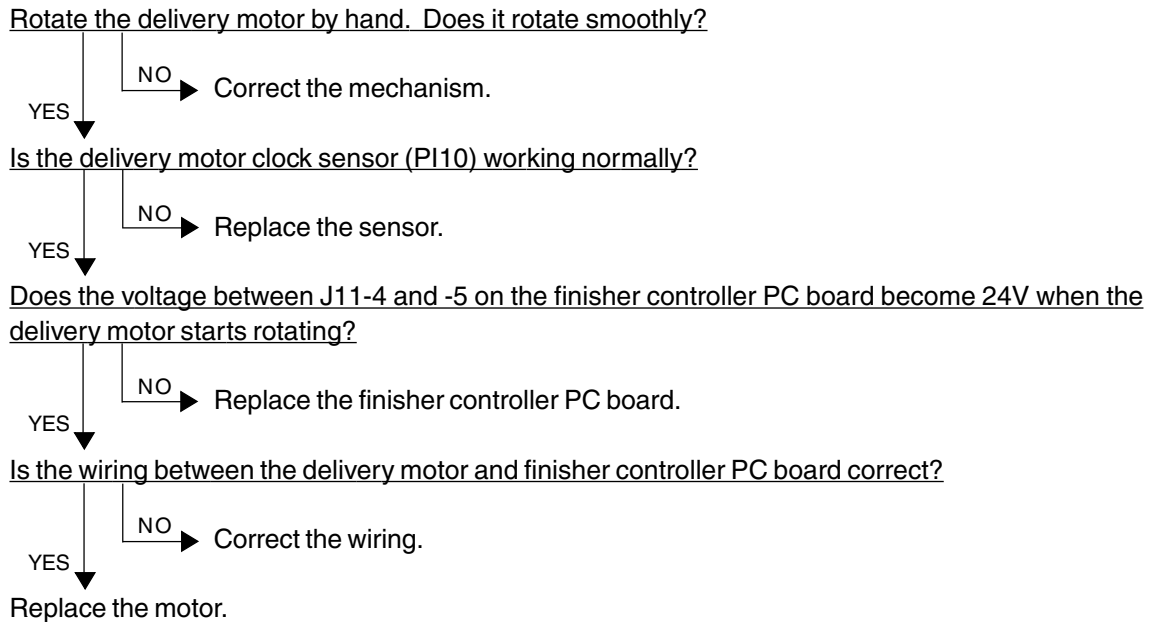 Rotate the delivery motor by hand.  Does it rotate smoothly?
NO
Correct the mechanism.
YES
Is the delivery motor clock sensor (PI10) working normally?
NO
Replace the sensor.
YES
Does the voltage between J11-4 and -5 on the finisher controller PC board become 24V when the
delivery motor starts rotating?
NO
Replace the finisher controller PC board.
YES
Is the wiring between the delivery motor and finisher controller PC board correct?
NO
Correct the wiring.
YES
Replace the motor.